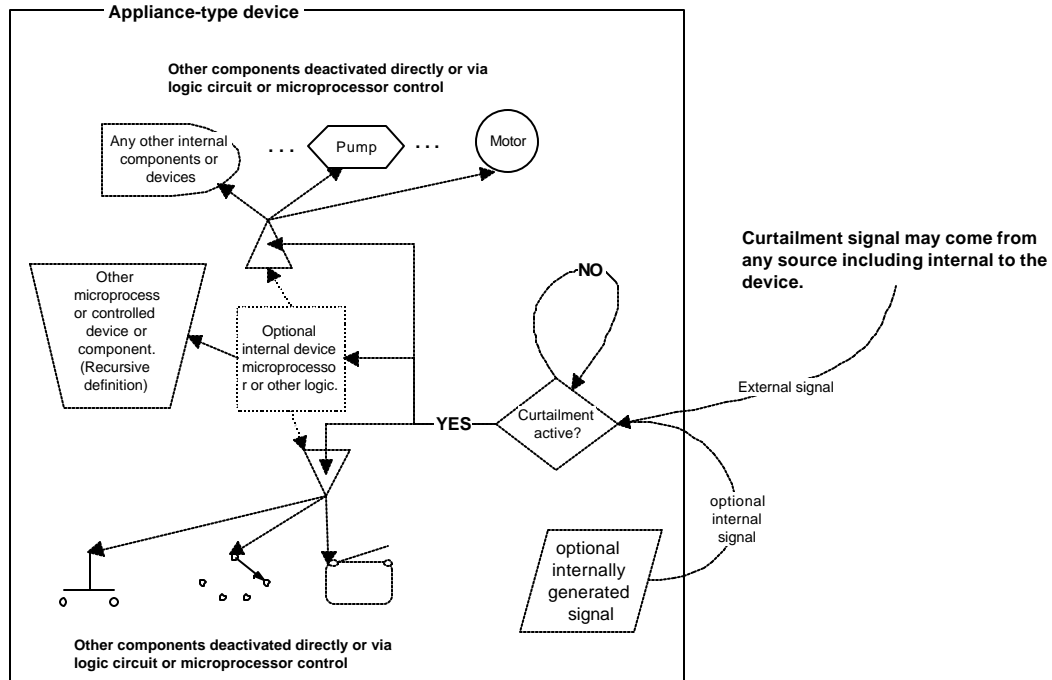 Appliance-type device
Other components deactivated directly or via
logic circuit or microprocessor control
Any other internal
components or
devices
. . .
Pump
. . .
Motor
Curtailment signal may come from
any source including internal to the
device.
NO
Other
microprocess
or controlled
device or
component.
(Recursive
definition)
Optional
internal device
microprocesso
r or other logic.
External signal
YES
Curtailment
active?
optional
internal
signal
optional
internally
generated
signal
Other components deactivated directly or via
logic circuit or microprocessor control